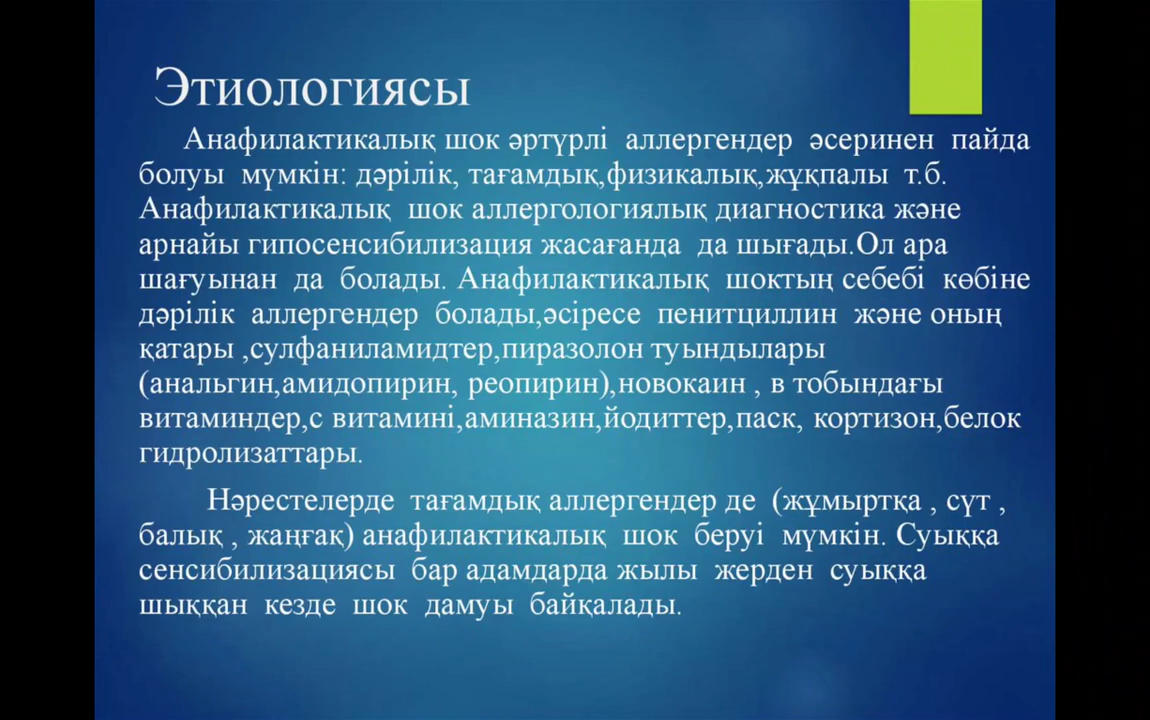 Этиологиясы
Анафилактикалық шок әртүрлі аллергендер әсеринен пайда
болуы мүмкін: дәрілік, тағамдық,физикалық,жұқпалы т.б.
Анафилактикалық шок аллергологиялық диагностика және
арнайы гипосенсибилизация жасағанда да шығады.Ол ара
шағуынан да болады. Анафилактикалық шоктың себебі көбіне
дәрілік аллергендер болады,әсіресе пенитциллин және оның
қатары ,сулфаниламидтер,пиразолон туындылары
(анальгин,амидопирин, реопирин),новокаин , в тобындағы
витаминдер,с витамині,аминазин,йодиттер,паск, кортизон,белок
гидролизаттары.
Нәрестелерде тағамдық аллергендер де (жұмыртқа , сүт ,
балық , жаңғақ) анафилактикалық шок беруі мүмкін. Суыққа
сенсибилизациясы бар адамдарда жылы жерден суыққа
шыққан кезде шок дамуы байқалады.